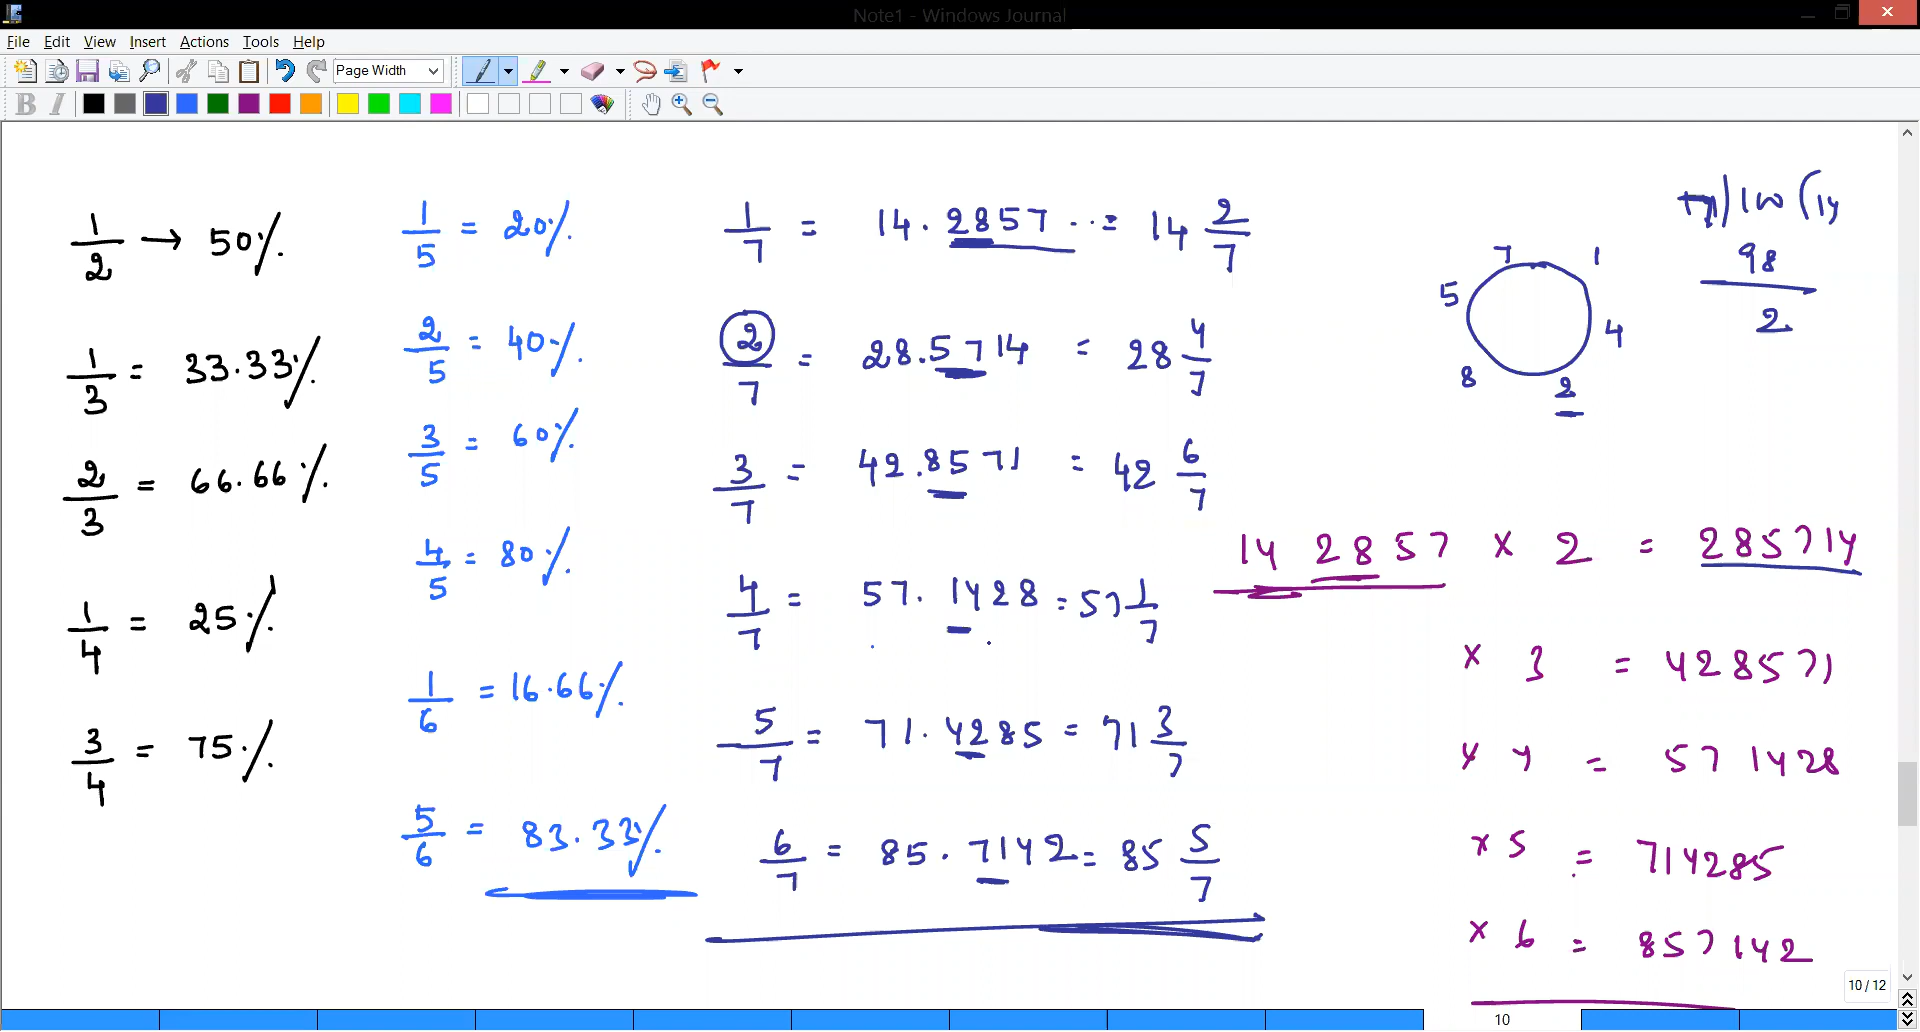 Note1 - Windows Journal
File Edit View Insert Actions Tools Help
Page Width
B I
1/2 → 50%
1/3 = 33.33%
2/3 = 66.66%
1/4 = 25%
3/4 = 75%
1/5 = 20%
2/5 = 40%
3/5 = 60%
4/5 = 80%
1/6 = 16.66%
5/6 = 83.33%
1/7 = 14.2857.. = 14 2/7
2/7 = 28.5714 = 28 4/7
3/7 = 42.8571 = 42 6/7
4/7 = 57.1428 = 57 1/7
5/7 = 71.4285 = 71 3/7
6/7 = 85.7142 = 85 5/7
7 1
5 4
8 2
7)100(14
98
2
142857 × 2 = 285714
× 3 = 428571
× 4 = 571428
× 5 = 714285
× 6 = 857142
10 / 12
10